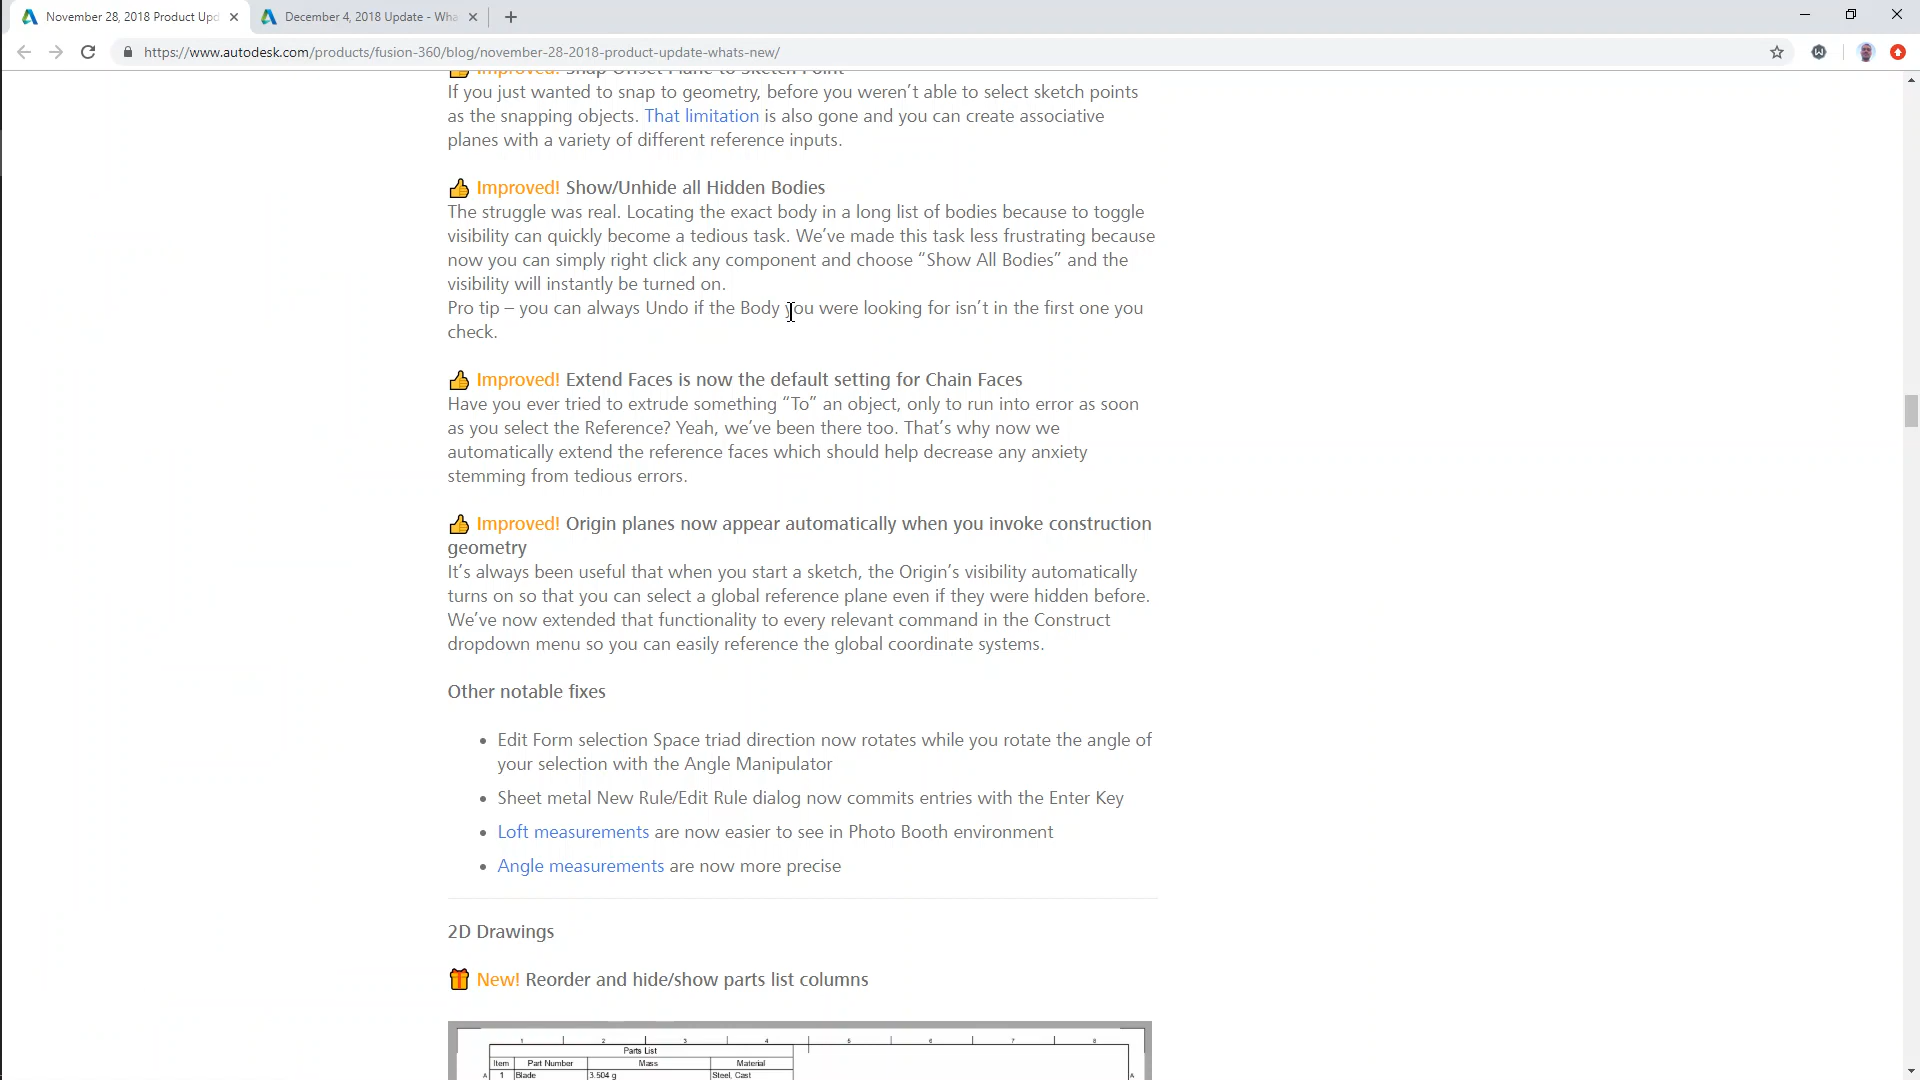 November 28, 2018 Product Upd
December 4, 2018 Update - Wha
https://www.autodesk.com/products/fusion-360/blog/november-28-2018-product-update-whats-new/
Improved! Snap Offset Plane to Sketch Point
If you just wanted to snap to geometry, before you weren’t able to select sketch points
as the snapping objects. That limitation is also gone and you can create associative
planes with a variety of different reference inputs.
Improved! Show/Unhide all Hidden Bodies
The struggle was real. Locating the exact body in a long list of bodies because to toggle
visibility can quickly become a tedious task. We’ve made this task less frustrating because
now you can simply right click any component and choose “Show All Bodies” and the
visibility will instantly be turned on.
Pro tip – you can always Undo if the Body you were looking for isn’t in the first one you
check.
Improved! Extend Faces is now the default setting for Chain Faces
Have you ever tried to extrude something “To” an object, only to run into error as soon
as you select the Reference? Yeah, we’ve been there too. That’s why now we
automatically extend the reference faces which should help decrease any anxiety
stemming from tedious errors.
Improved! Origin planes now appear automatically when you invoke construction
geometry
It’s always been useful that when you start a sketch, the Origin’s visibility automatically
turns on so that you can select a global reference plane even if they were hidden before.
We’ve now extended that functionality to every relevant command in the Construct
dropdown menu so you can easily reference the global coordinate systems.
Other notable fixes
• Edit Form selection Space triad direction now rotates while you rotate the angle of
your selection with the Angle Manipulator
• Sheet metal New Rule/Edit Rule dialog now commits entries with the Enter Key
• Loft measurements are now easier to see in Photo Booth environment
• Angle measurements are now more precise
2D Drawings
New! Reorder and hide/show parts list columns
1 2 3 4 5 6 7 8
Parts List
Item Part Number Mass Material
A 1 Blade 3.504 g Steel, Cast A